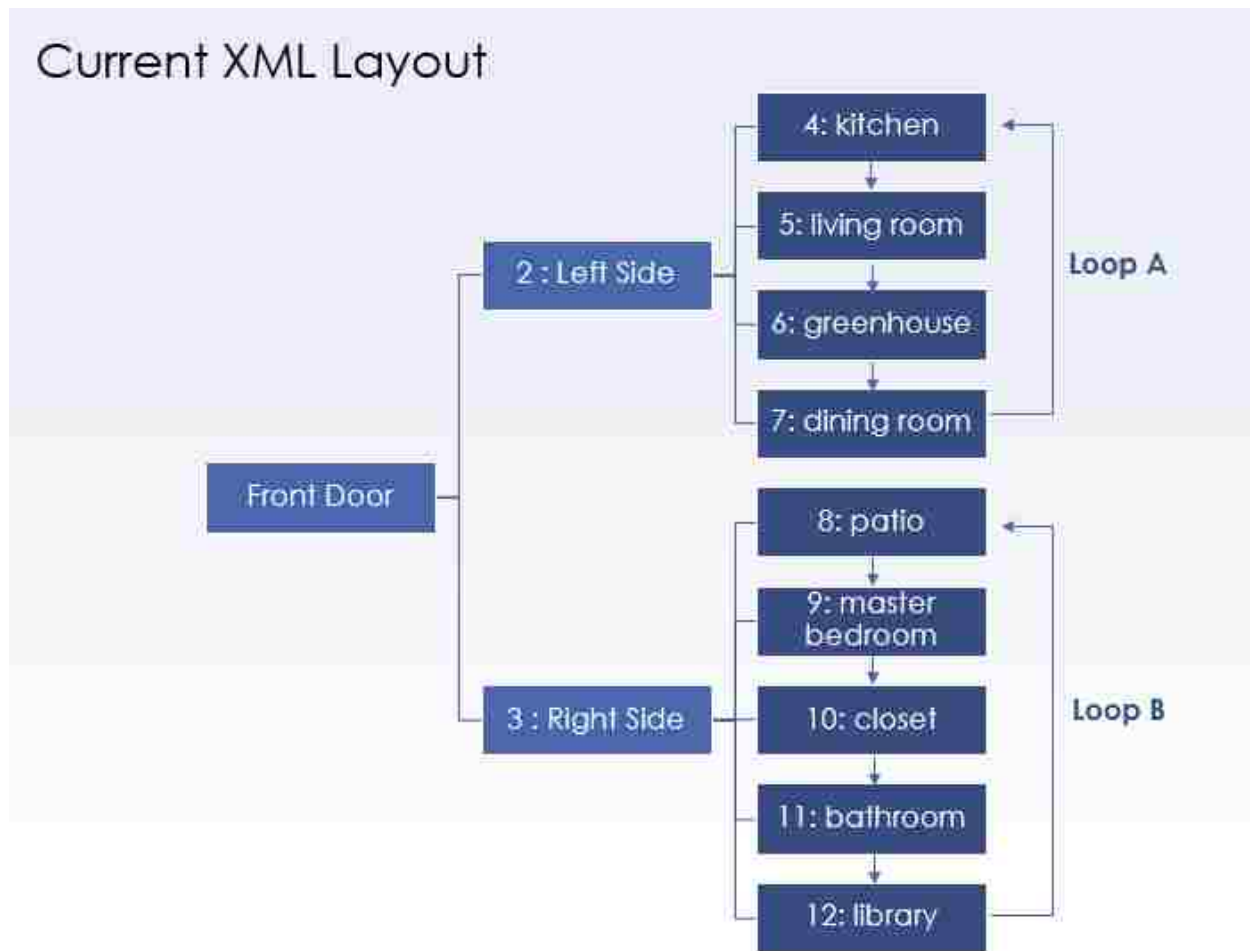 Current XML Layout
4: kitchen
5: living room
2 : Left Side
Loop A
6: greenhouse
7: dining room
Front Door
8: patio
9: master
bedroom
3 : Right Side
10: closet
Loop B
11: bathroom
12: library